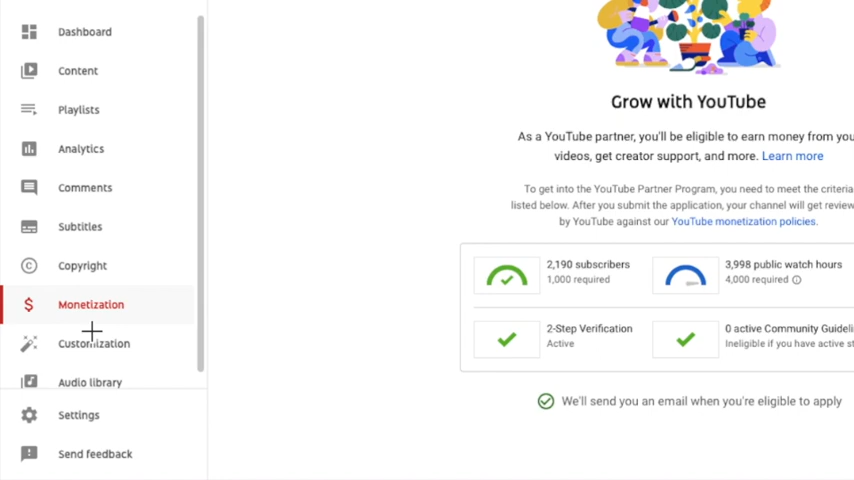 Dashboard
Content
Playlists
Analytics
Comments
Subtitles
Copyright
Monetization
Customization
Audio library
Settings
Send feedback
Grow with YouTube
As a YouTube partner, you'll be eligible to earn money from you
videos, get creator support, and more. Learn more
To get into the YouTube Partner Program, you need to meet the criteria
listed below. After you submit the application, your channel will get review
by YouTube against our YouTube monetization policies.
2,190 subscribers
1,000 required
3,998 public watch hours
4,000 required
2-Step Verification
Active
0 active Community Guideli
Ineligible if you have active st
We'll send you an email when you're eligible to apply